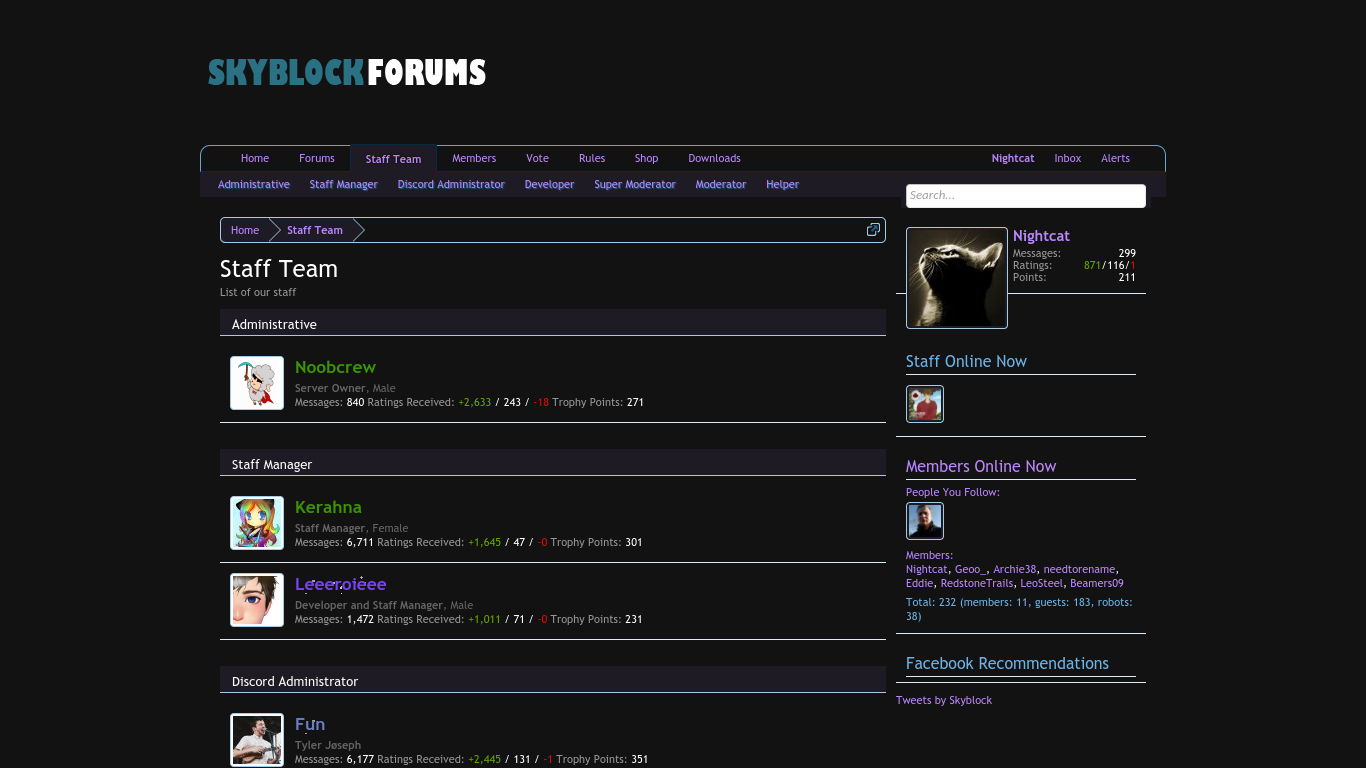 SKYBLOCK FORUMS
Home Forums Staff Team Members Vote Rules Shop Downloads Nightcat Inbox Alerts
Administrative Staff Manager Discord Administrator Developer Super Moderator Moderator Helper
Search...
Home Staff Team
Staff Team
List of our staff
Administrative
Noobcrew
Server Owner, Male
Messages: 840 Ratings Received: +2,633 / 243 / -18 Trophy Points: 271
Staff Manager
Kerahna
Staff Manager, Female
Messages: 6,711 Ratings Received: +1,645 / 47 / -0 Trophy Points: 301
Leeeroieee
Developer and Staff Manager, Male
Messages: 1,472 Ratings Received: +1,011 / 71 / -0 Trophy Points: 231
Discord Administrator
Fun
Tyler Jøseph
Messages: 6,177 Ratings Received: +2,445 / 131 / -1 Trophy Points: 351
Nightcat
Messages: 299
Ratings: 871/116/1
Points: 211
Staff Online Now
Members Online Now
People You Follow:
Members:
Nightcat, Geoo_, Archie38, needtorename,
Eddie, RedstoneTrails, LeoSteel, Beamers09
Total: 232 (members: 11, guests: 183, robots:
38)
Facebook Recommendations
Tweets by Skyblock